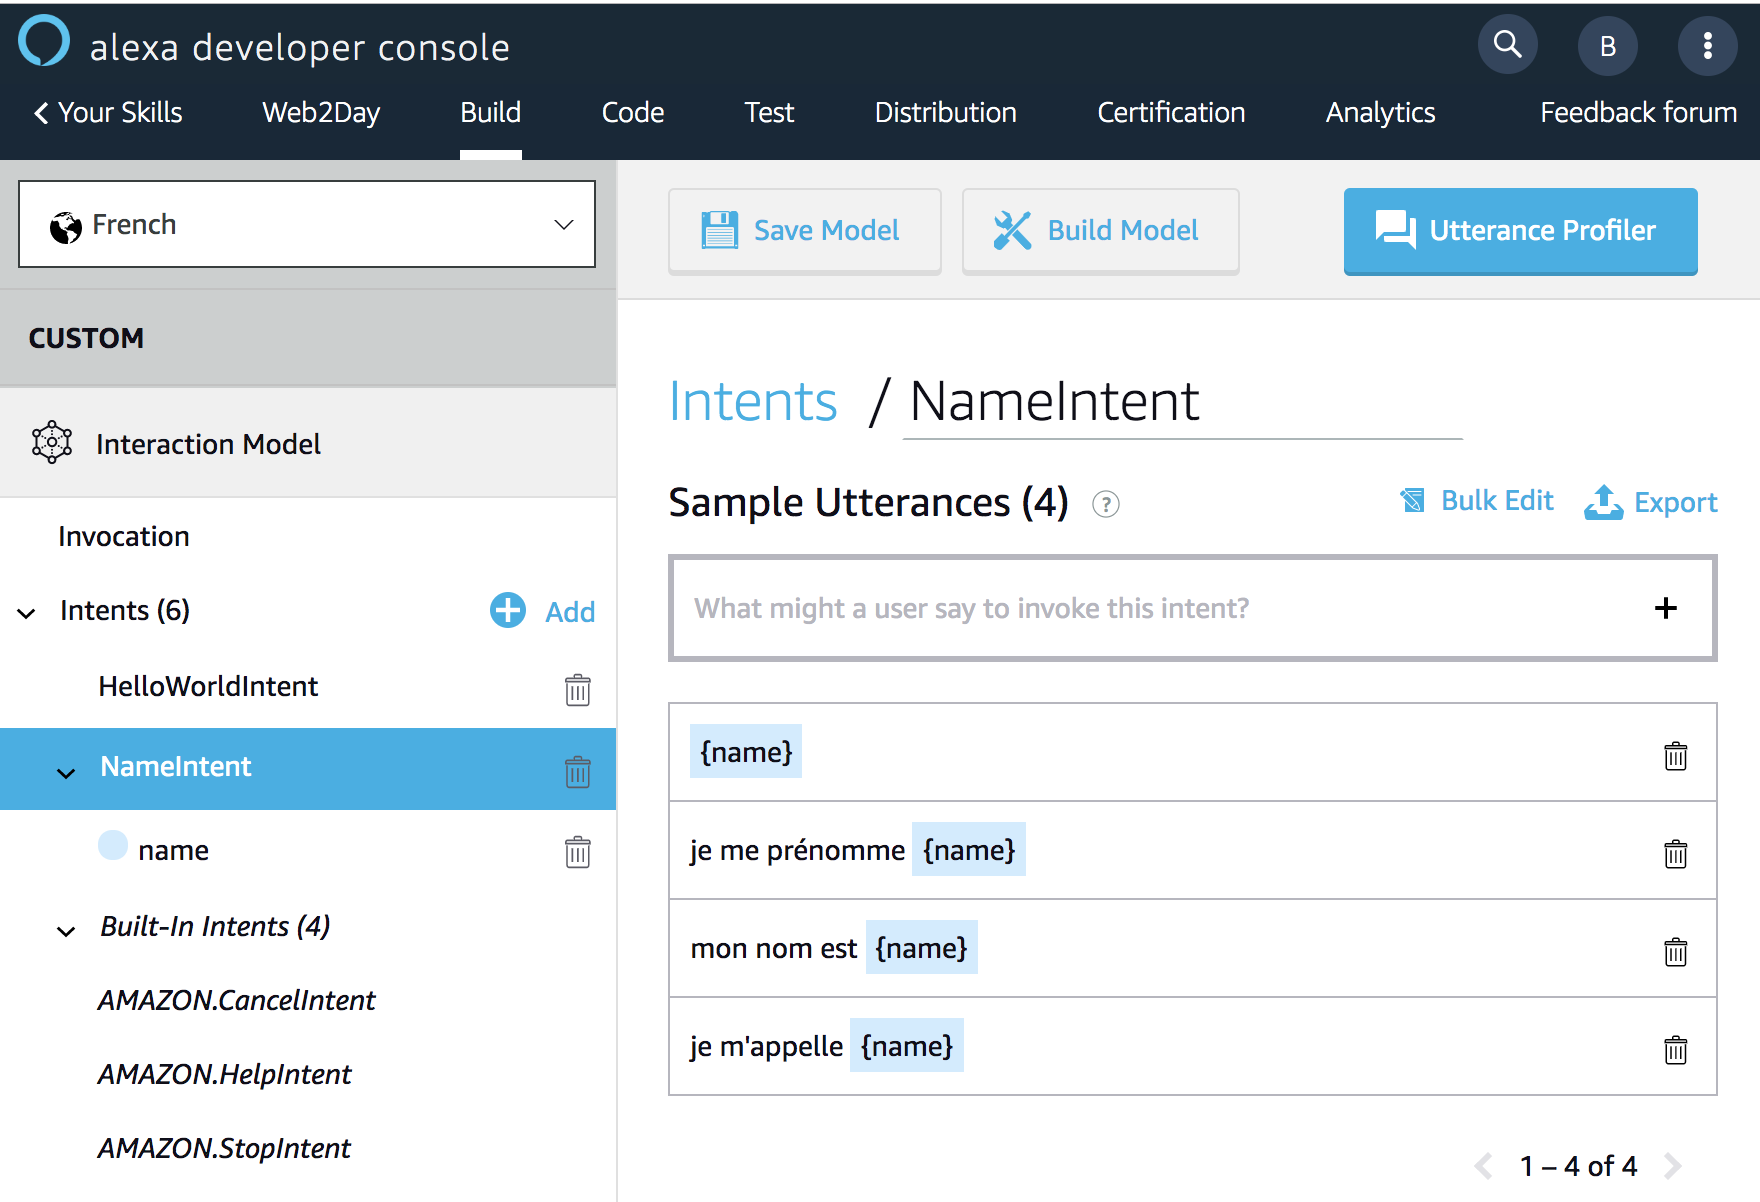 alexa developer console
B
Your Skills Web2Day Build Code Test Distribution Certification Analytics Feedback forum
French
Save Model Build Model Utterance Profiler
CUSTOM
Interaction Model
Invocation
Intents (6) Add
HelloWorldIntent
NameIntent
name
Built-In Intents (4)
AMAZON.CancelIntent
AMAZON.HelpIntent
AMAZON.StopIntent
Intents / NameIntent
Sample Utterances (4) ? Bulk Edit Export
What might a user say to invoke this intent? +
{name}
je me prénomme {name}
mon nom est {name}
je m'appelle {name}
< 1 – 4 of 4 >